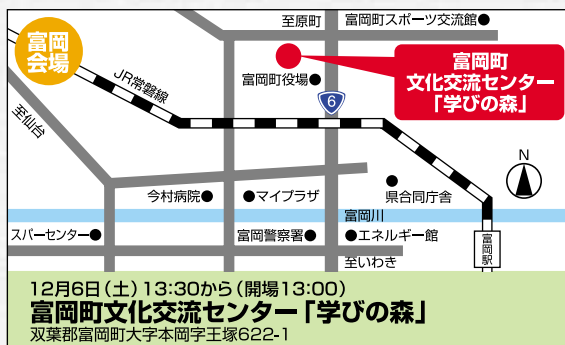 富岡
会場
至原町
富岡町スポーツ交流館
富岡町
文化交流センター
「学びの森」
富岡町役場
JR常磐線
6
至仙台
N
今村病院
マイプラザ
県合同庁舎
富岡川
スパーセンター
富岡警察署
エネルギー館
富岡駅
至いわき
12月6日(土)13:30から(開場13:00)
富岡町文化交流センター「学びの森」
双葉郡富岡町大字本岡字王塚622-1